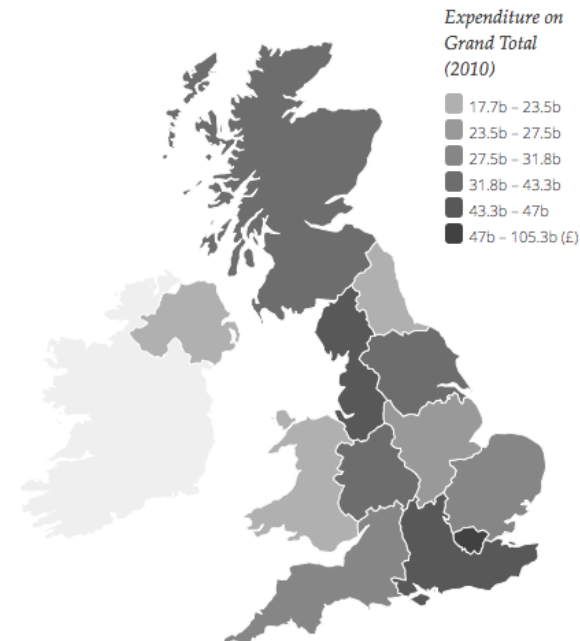 Expenditure on
Grand Total
(2010)
17.7b – 23.5b
23.5b – 27.5b
27.5b – 31.8b
31.8b – 43.3b
43.3b – 47b
47b – 105.3b (£)